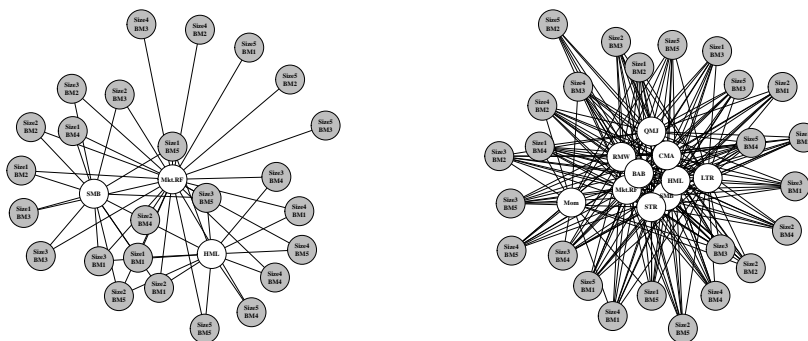 Size4
BM3
Size4
BM2
Size5
BM1
Size5
BM2
Size3
BM2
Size2
BM3
Size5
BM3
Size2
BM2
Size1
BM4
Size1
BM5
Size1
BM2
Mkt.RF
Size3
BM4
SMB
Size3
BM5
Size1
BM3
Size2
BM4
Size4
BM1
Size3
BM3
Size4
BM5
HML
Size3
BM1
Size1
BM1
Size4
BM4
Size2
BM1
Size2
BM5
Size5
BM4
Size5
BM5
Size5
BM2
Size2
BM3
Size5
BM5
Size1
BM3
Size1
BM2
Size4
BM3
Size5
BM3
Size2
BM1
Size4
BM2
QMJ
Size1
BM4
Size5
BM4
Size3
BM2
RMW
CMA
BAB
HML
LTR
Size3
BM1
Mkt.RF
SMB
Mom
STR
Size3
BM5
Size2
BM4
Size4
BM5
Size3
BM4
Size3
BM3
Size2
BM2
Size5
BM1
Size1
BM5
Size4
BM4
Size4
BM1
Size2
BM5